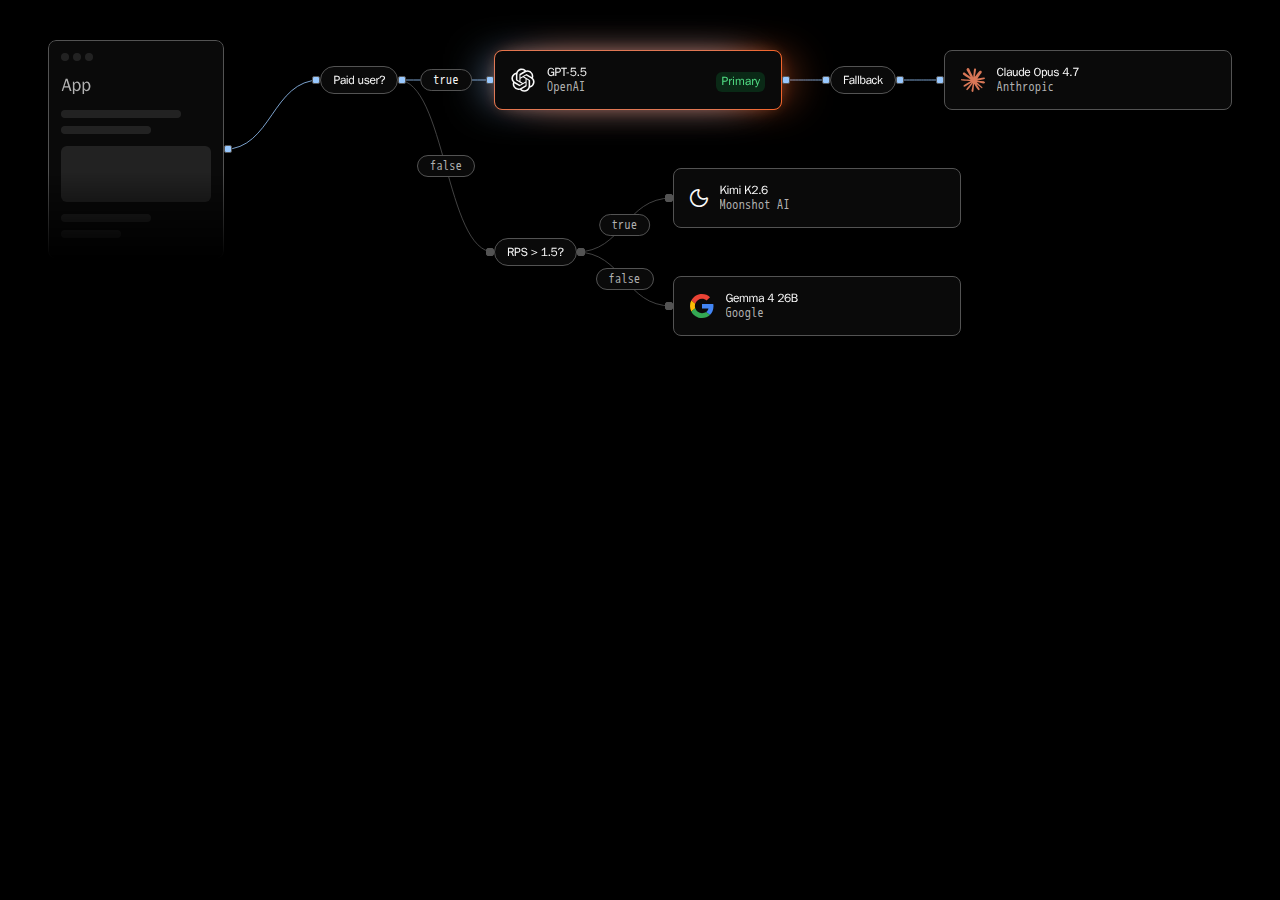 App
Paid user?
true
GPT-5.5
OpenAI
Primary
Fallback
Claude Opus 4.7
Anthropic
false
RPS > 1.5?
true
Kimi K2.6
Moonshot AI
false
Gemma 4 26B
Google